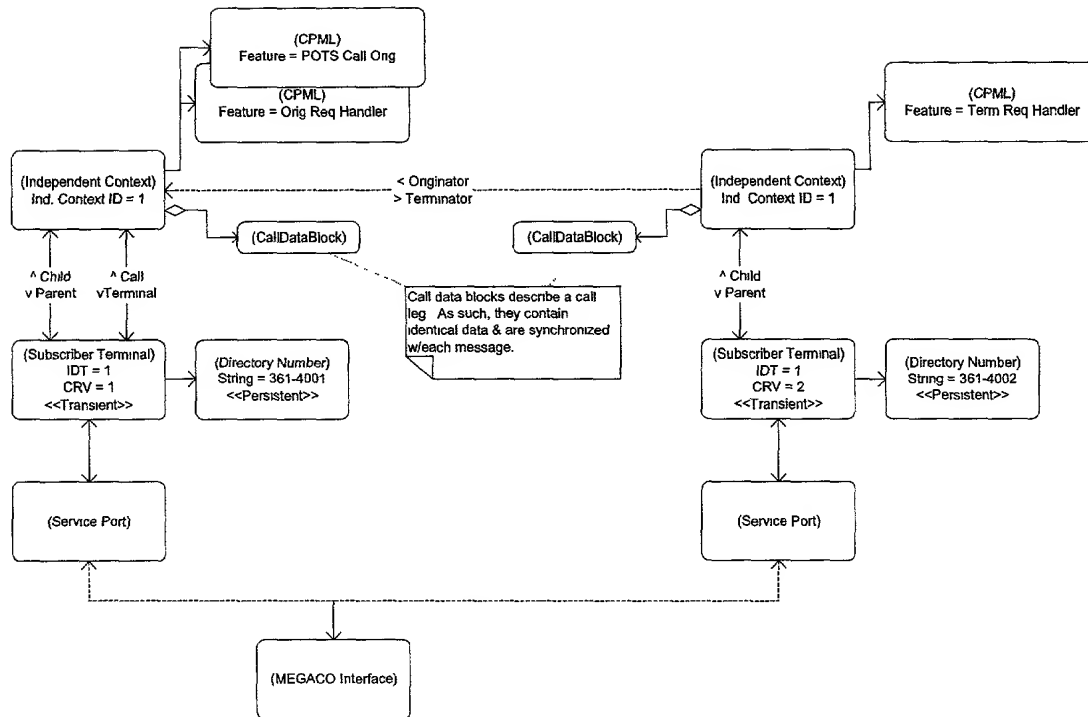 (CPML)
Feature = POTS Call Orig
(CPML)
Feature = Orig Req Handler
(CPML)
Feature = Term Req Handler
(Independent Context)
Ind. Context ID = 1
< Originator
> Terminator
(Independent Context)
Ind Context ID = 1
(CallDataBlock)
(CallDataBlock)
^ Child
v Parent
^ Call
vTerminal
^ Child
v Parent
Call data blocks describe a call
leg As such, they contain
identical data & are synchronized
w/each message.
(Subscriber Terminal)
IDT = 1
CRV = 1
<<Transient>>
(Directory Number)
String = 361-4001
<<Persistent>>
(Subscriber Terminal)
IDT = 1
CRV = 2
<<Transient>>
(Directory Number)
String = 361-4002
<<Persistent>>
(Service Port)
(Service Port)
(MEGACO Interface)